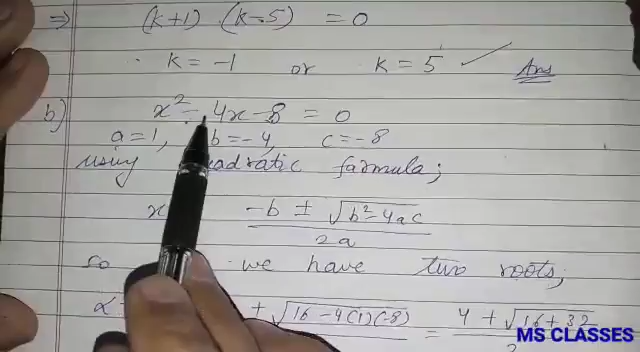 ⇒ (k+1) · (k-5) = 0
k = -1 or k = 5 ✓ Ans
b) x² - 4x - 8 = 0
a = 1, b = -4, c = -8
using formula;
x -b ± √b²-4ac / 2a
so we have two roots;
α = + √16 - 4(1)(-8) = 4 + √16 + 32
MS CLASSES